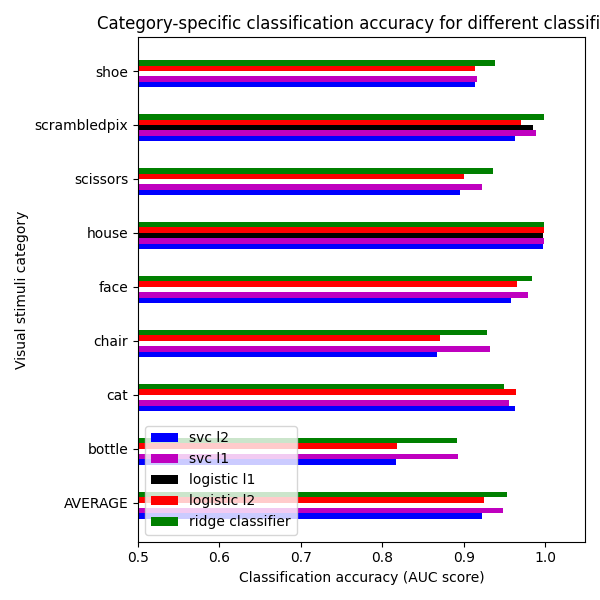 Category-specific classification accuracy for different classifi
shoe
scrambledpix
scissors
house
face
chair
cat
bottle
AVERAGE
Visual stimuli category
svc l2
svc l1
logistic l1
logistic l2
ridge classifier
0.5 0.6 0.7 0.8 0.9 1.0
Classification accuracy (AUC score)